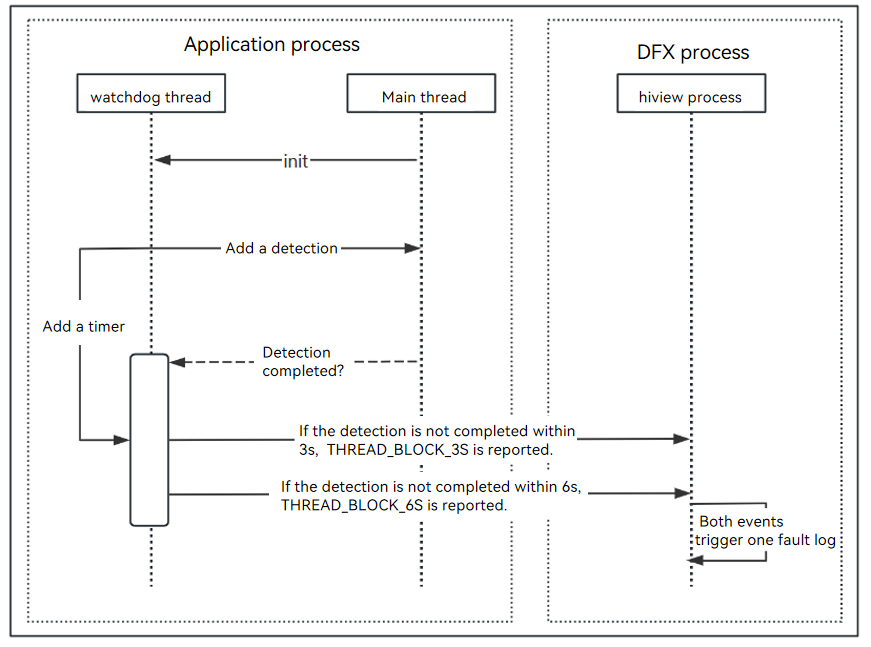 Application process
DFX process
watchdog thread
Main thread
hiview process
init
Add a detection
Add a timer
Detection
completed?
If the detection is not completed within
3s, THREAD_BLOCK_3S is reported.
If the detection is not completed within 6s,
THREAD_BLOCK_6S is reported.
Both events
trigger one fault log